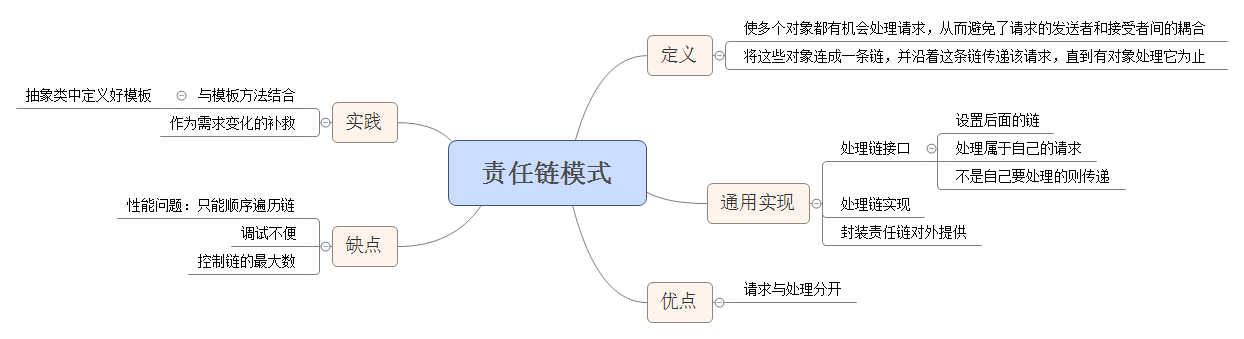 责任链模式
定义
使多个对象都有机会处理请求，从而避免了请求的发送者和接受者间的耦合
将这些对象连成一条链，并沿着这条链传递该请求，直到有对象处理它为止
通用实现
处理链接口
设置后面的链
处理属于自己的请求
不是自己要处理的则传递
处理链实现
封装责任链对外提供
优点
请求与处理分开
实践
与模板方法结合
抽象类中定义好模板
作为需求变化的补救
缺点
性能问题：只能顺序遍历链
调试不便
控制链的最大数